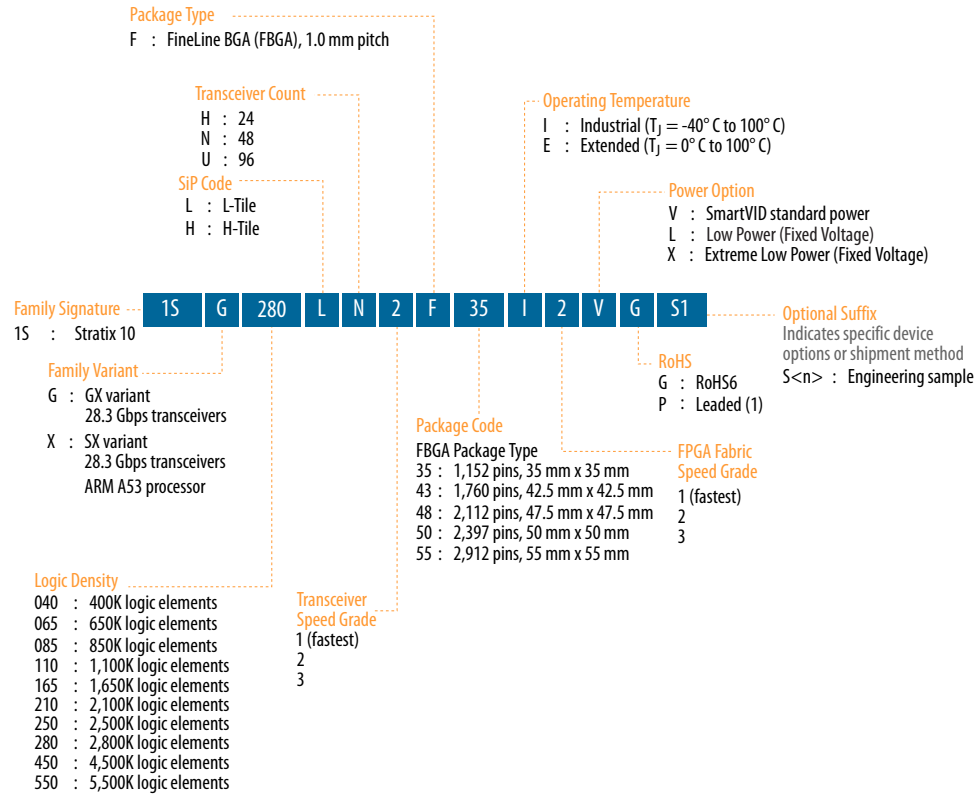 Package Type
F : FineLine BGA (FBGA), 1.0 mm pitch
Transceiver Count
H : 24
N : 48
U : 96
SiP Code
L : L-Tile
H : H-Tile
Operating Temperature
I : Industrial (TJ = -40° C to 100° C)
E : Extended (TJ = 0° C to 100° C)
Power Option
V : SmartVID standard power
L : Low Power (Fixed Voltage)
X : Extreme Low Power (Fixed Voltage)
Family Signature
1S : Stratix 10
1S G 280 L N 2 F 35 I 2 V G S1
Optional Suffix
Indicates specific device
options or shipment method
S<n> : Engineering sample
Family Variant
G : GX variant
28.3 Gbps transceivers
X : SX variant
28.3 Gbps transceivers
ARM A53 processor
RoHS
G : RoHS6
P : Leaded (1)
Package Code
FBGA Package Type
35 : 1,152 pins, 35 mm x 35 mm
43 : 1,760 pins, 42.5 mm x 42.5 mm
48 : 2,112 pins, 47.5 mm x 47.5 mm
50 : 2,397 pins, 50 mm x 50 mm
55 : 2,912 pins, 55 mm x 55 mm
FPGA Fabric
Speed Grade
1 (fastest)
2
3
Logic Density
040 : 400K logic elements
065 : 650K logic elements
085 : 850K logic elements
110 : 1,100K logic elements
165 : 1,650K logic elements
210 : 2,100K logic elements
250 : 2,500K logic elements
280 : 2,800K logic elements
450 : 4,500K logic elements
550 : 5,500K logic elements
Transceiver
Speed Grade
1 (fastest)
2
3